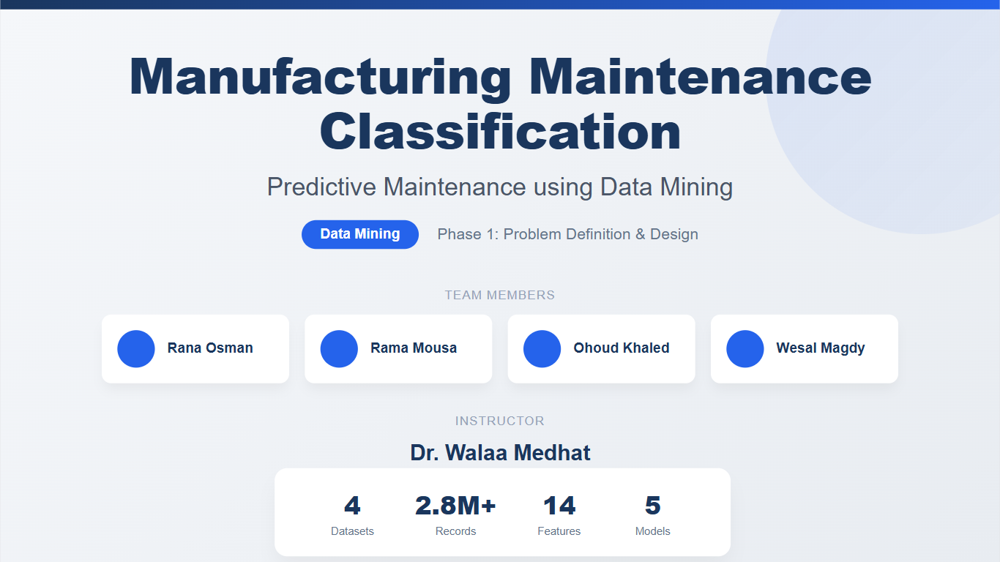 Manufacturing Maintenance
Classification
Predictive Maintenance using Data Mining
Data Mining
Phase 1: Problem Definition & Design
TEAM MEMBERS
Rana Osman
Rama Mousa
Ohoud Khaled
Wesal Magdy
INSTRUCTOR
Dr. Walaa Medhat
4
Datasets
2.8M+
Records
14
Features
5
Models